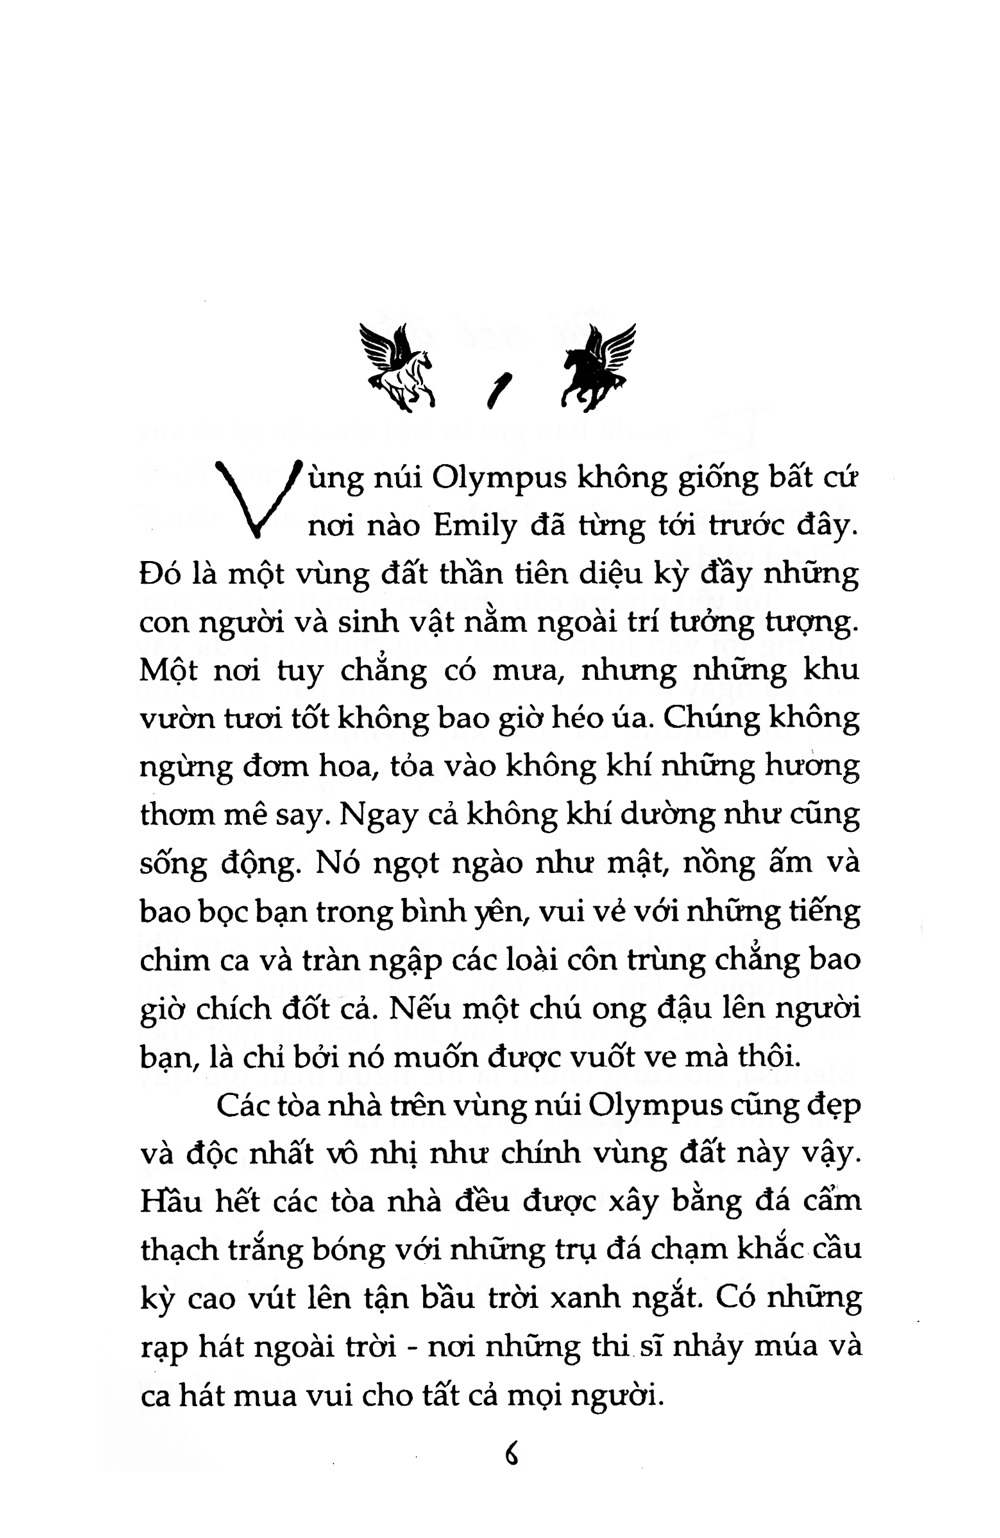 1
Vùng núi Olympus không giống bất cứ
nơi nào Emily đã từng tới trước đây.
Đó là một vùng đất thần tiên diệu kỳ đầy những
con người và sinh vật nằm ngoài trí tưởng tượng.
Một nơi tuy chẳng có mưa, nhưng những khu
vườn tươi tốt không bao giờ héo úa. Chúng không
ngừng đơm hoa, tỏa vào không khí những hương
thơm mê say. Ngay cả không khí dường như cũng
sống động. Nó ngọt ngào như mật, nồng ấm và
bao bọc bạn trong bình yên, vui vẻ với những tiếng
chim ca và tràn ngập các loài côn trùng chẳng bao
giờ chích đốt cả. Nếu một chú ong đậu lên người
bạn, là chỉ bởi nó muốn được vuốt ve mà thôi.
Các tòa nhà trên vùng núi Olympus cũng đẹp
và độc nhất vô nhị như chính vùng đất này vậy.
Hầu hết các tòa nhà đều được xây bằng đá cẩm
thạch trắng bóng với những trụ đá chạm khắc cầu
kỳ cao vút lên tận bầu trời xanh ngắt. Có những
rạp hát ngoài trời - nơi những thi sĩ nhảy múa và
ca hát mua vui cho tất cả mọi người.
6